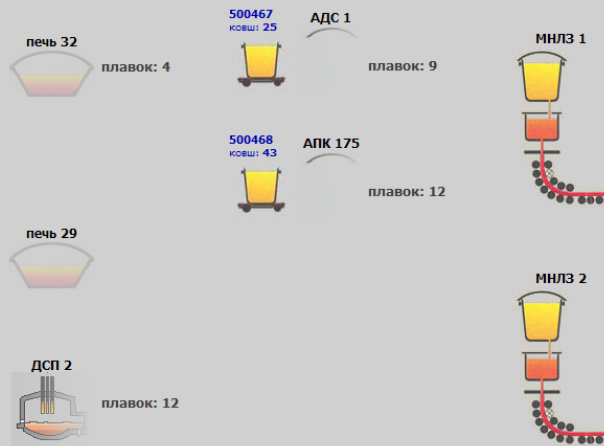 500467
ковш: 25
АДС 1
печь 32
плавок: 4
плавок: 9
МНЛЗ 1
500468
ковш: 43
АПК 175
плавок: 12
печь 29
МНЛЗ 2
ДСП 2
плавок: 12